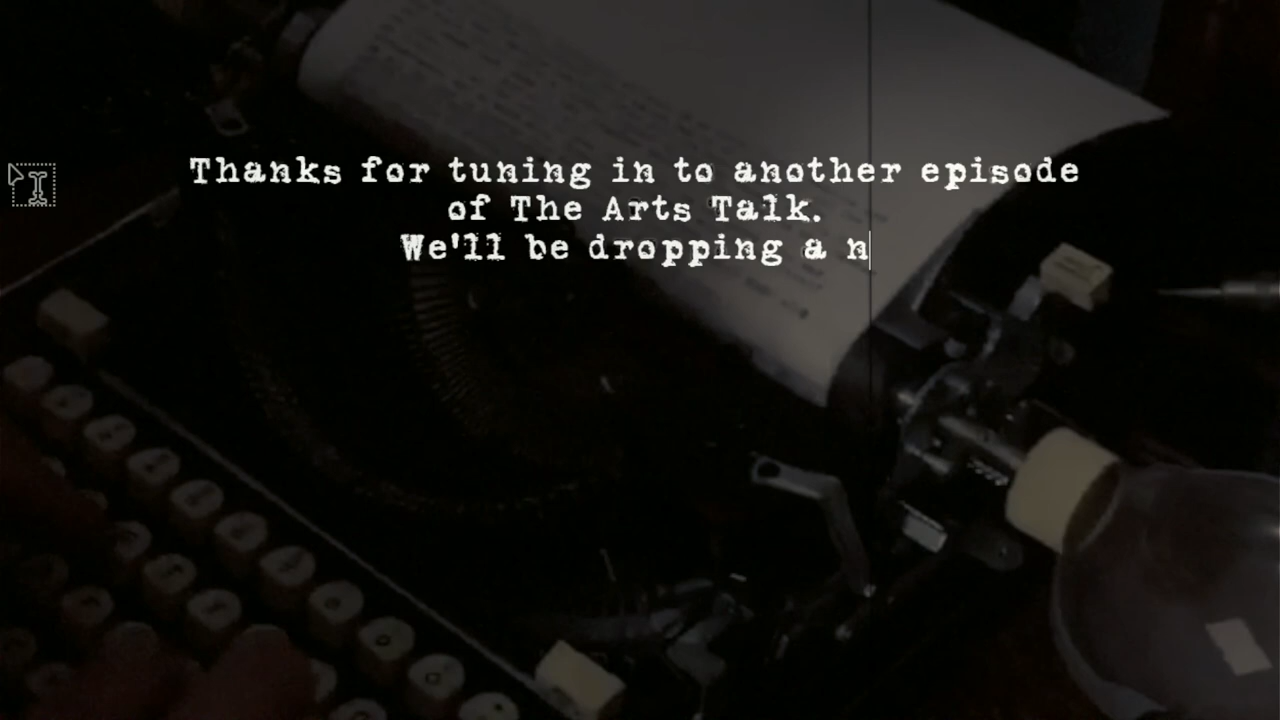 Thanks for tuning in to another episode
of The Arts Talk.
We'll be dropping a n